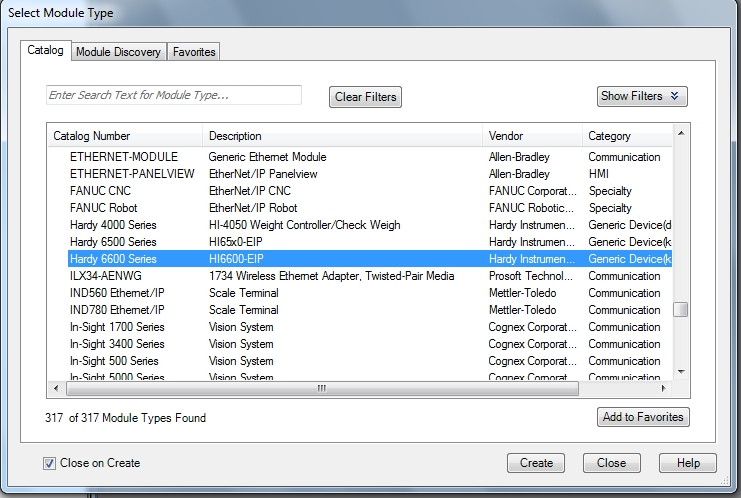 Select Module Type
Catalog Module Discovery Favorites
Enter Search Text for Module Type... Clear Filters Show Filters
Catalog Number Description Vendor Category
ETHERNET-MODULE Generic Ethernet Module Allen-Bradley Communication
ETHERNET-PANELVIEW EtherNet/IP Panelview Allen-Bradley HMI
FANUC CNC EtherNet/IP CNC FANUC Corporat... Specialty
FANUC Robot EtherNet/IP Robot FANUC Robotic... Specialty
Hardy 4000 Series HI-4050 Weight Controller/Check Weigh Hardy Instrumen... Generic Device(d
Hardy 6500 Series HI65x0-EIP Hardy Instrumen... Generic Device(k
Hardy 6600 Series HI6600-EIP Hardy Instrumen... Generic Device(k
ILX34-AENWG 1734 Wireless Ethernet Adapter, Twisted-Pair Media Prosoft Technol... Communication
IND560 Ethernet/IP Scale Terminal Mettler-Toledo Communication
IND780 Ethernet/IP Scale Terminal Mettler-Toledo Communication
In-Sight 1700 Series Vision System Cognex Corporat... Communication
In-Sight 3400 Series Vision System Cognex Corporat... Communication
In-Sight 500 Series Vision System Cognex Corporat... Communication
In-Sight 5000 Series Vision System Cognex Corporat... Communication
317 of 317 Module Types Found Add to Favorites
Close on Create Create Close Help